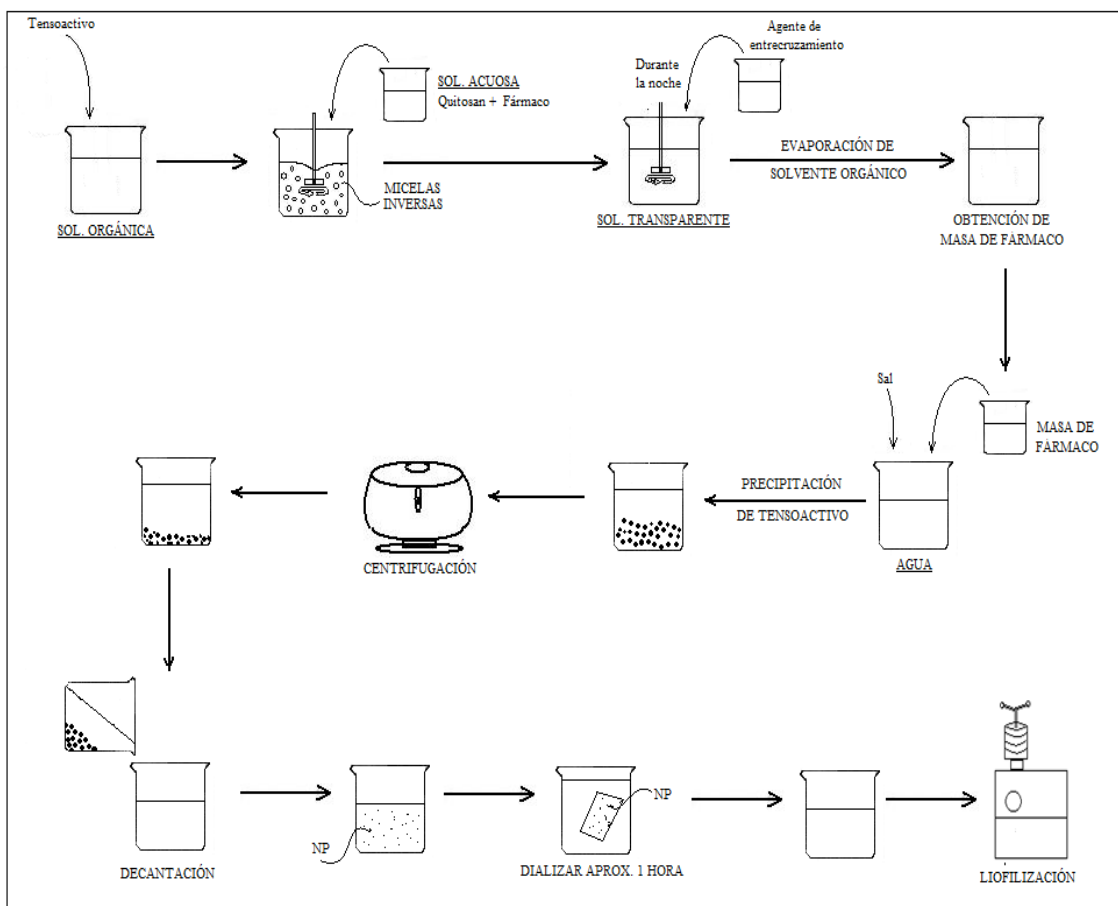 Tensoactivo
SOL. ORGÁNICA
SOL. ACUOSA
Quitosan + Fármaco
MICELAS
INVERSAS
Durante
la noche
Agente de
entrecruzamiento
SOL. TRANSPARENTE
EVAPORACIÓN DE
SOLVENTE ORGÁNICO
OBTENCIÓN DE
MASA DE FÁRMACO
Sal
MASA DE
FÁRMACO
AGUA
PRECIPITACIÓN
DE TENSOACTIVO
CENTRIFUGACIÓN
DECANTACIÓN
NP
NP
DIALIZAR APROX. 1 HORA
LIOFILIZACIÓN